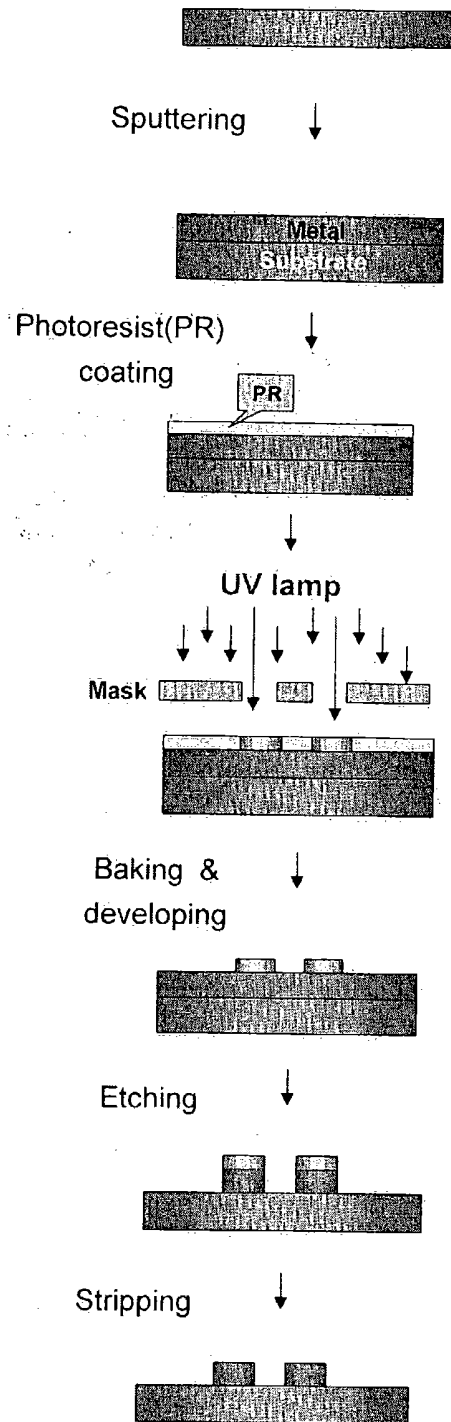 Sputtering
Metal
Substrate
Photoresist(PR)
coating
PR
UV lamp
Mask
Baking &
developing
Etching
Stripping